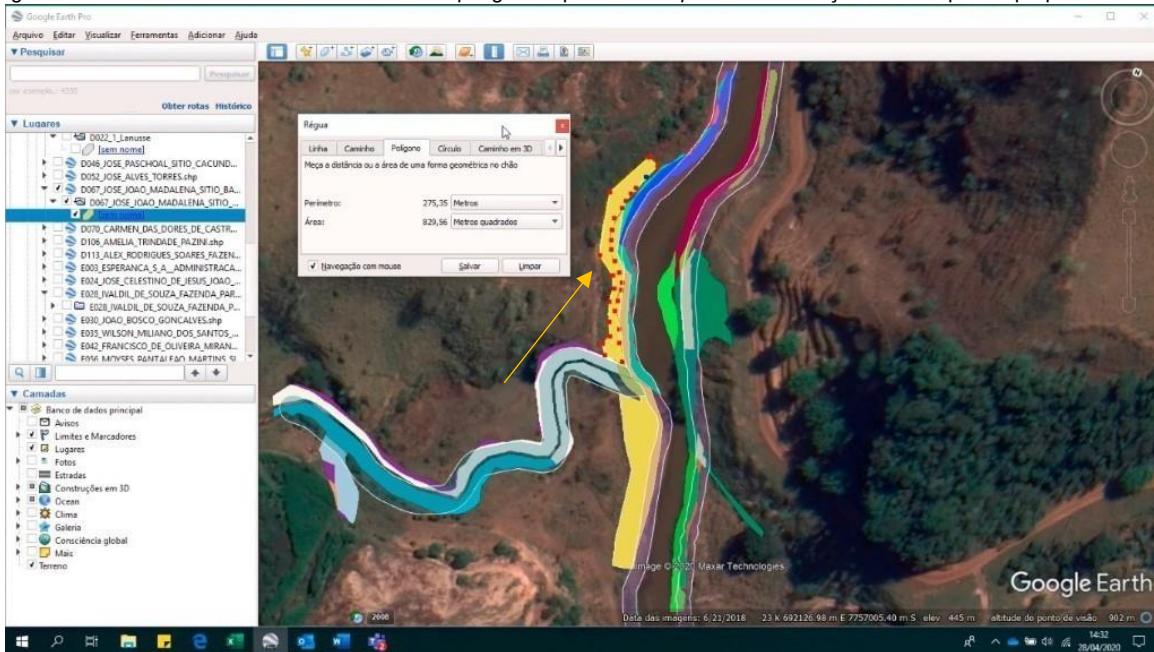 Google Earth Pro
Arquivo Editar Visualizar Ferramentas Adicionar Ajuda
▼ Pesquisar
Pesquisar
Obter rotas Histórico
▼ Lugares
D022_1_Lanusse
[sem nome]
D046_JOSE_PASCHOAL_SITIO_CACUND...
D052_JOSE_ALVES_TORRES.shp
D067_JOSE_JOAO_MADALENA_SITIO_BA...
D067_JOSE_JOAO_MADALENA_SITIO_...
[sem nome]
D070_CARMEN_DAS_DORES_DE_CASTR...
D106_AMELIA_TRINDADE_PAZINI.shp
D113_ALEX_RODRIGUES_SOARES_FAZEN...
E003_ESPERANCA_S_A__ADMINISTRACA...
E024_JOSE_CELESTINO_DE_JESUS_JOAO_...
E028_IVALDIL_DE_SOUZA_FAZENDA_PAR...
E028_IVALDIL_DE_SOUZA_FAZENDA_P...
E030_JOAO_BOSCO_GONCALVES.shp
E035_WILSON_MILIANO_DOS_SANTOS_...
E042_FRANCISCO_DE_OLIVEIRA_MIRAN...
E056_MOYSES_PANTALEAO_MARTINS_SI...
▼ Camadas
Banco de dados principal
Avisos
Limites e Marcadores
Lugares
Fotos
Estradas
Construções em 3D
Ocean
Clima
Galeria
Consciência global
Mais
Terreno
Régua
Linha Caminho Polígono Círculo Caminho em 3D
Meça a distância ou a área de uma forma geométrica no chão
Perímetro: 275,35 Metros
Área: 829,56 Metros quadrados
Navegação com mouse Salvar Limpar
N
Image © 2020 Maxar Technologies
Google Earth
2008
Data das imagens: 6/21/2018 23 K 692126.98 m E 7757005.40 m S elev 445 m altitude do ponto de visão 902 m
14:32
28/04/2020